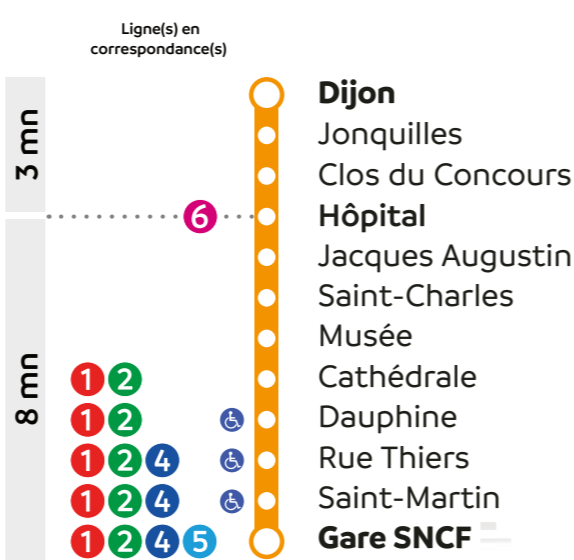 Ligne(s) en
correspondance(s)
3 mn
Dijon
Jonquilles
Clos du Concours
6 Hôpital
8 mn
Jacques Augustin
Saint-Charles
Musée
1 2 Cathédrale
1 2 Dauphine
1 2 4 Rue Thiers
1 2 4 Saint-Martin
1 2 4 5 Gare SNCF